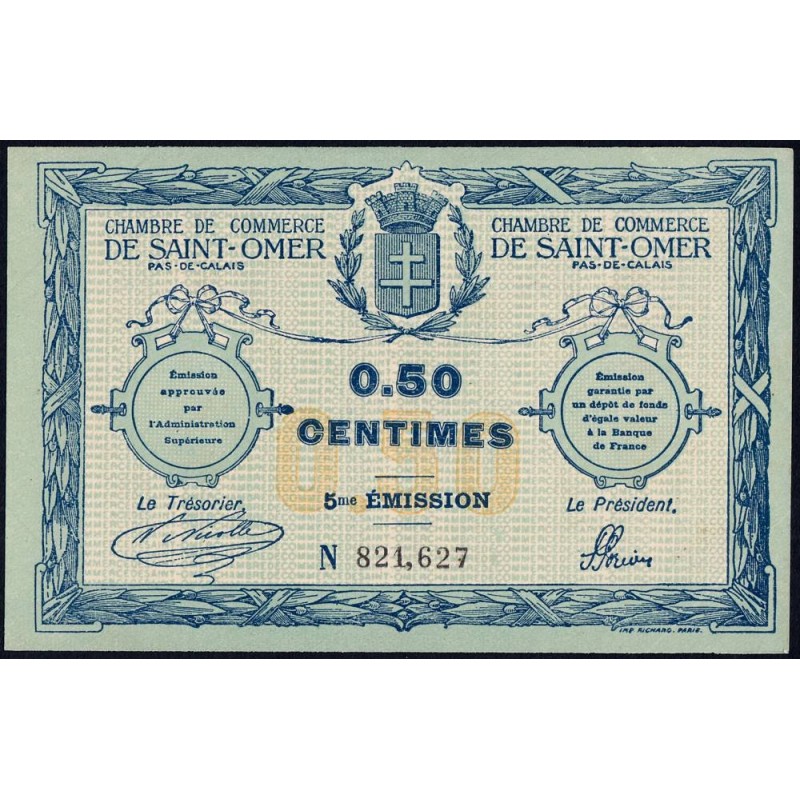 CHAMBRE DE COMMERCE
DE SAINT-OMER
PAS-DE-CALAIS
CHAMBRE DE COMMERCE
DE SAINT-OMER
PAS-DE-CALAIS
Émission
approuvée
par
l'Administration
Supérieure
0.50
CENTIMES
0.50
5me ÉMISSION
Émission
garantie par
un dépôt de fonds
d'égale valeur
à la Banque
de France
Le Trésorier,
Le Président.
N 821,627
IMP RICHARD. PARIS.